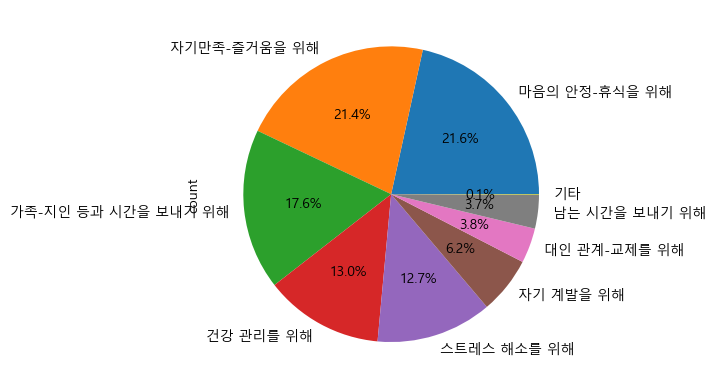 자기만족-즐거움을 위해
마음의 안정-휴식을 위해
21.4%
21.6%
가족-지인 등과 시간을 보내기 위해
count
17.6%
0.1%
기타
3.7%
남는 시간을 보내기 위해
3.8%
대인 관계-교제를 위해
6.2%
13.0%
12.7%
자기 계발을 위해
건강 관리를 위해
스트레스 해소를 위해